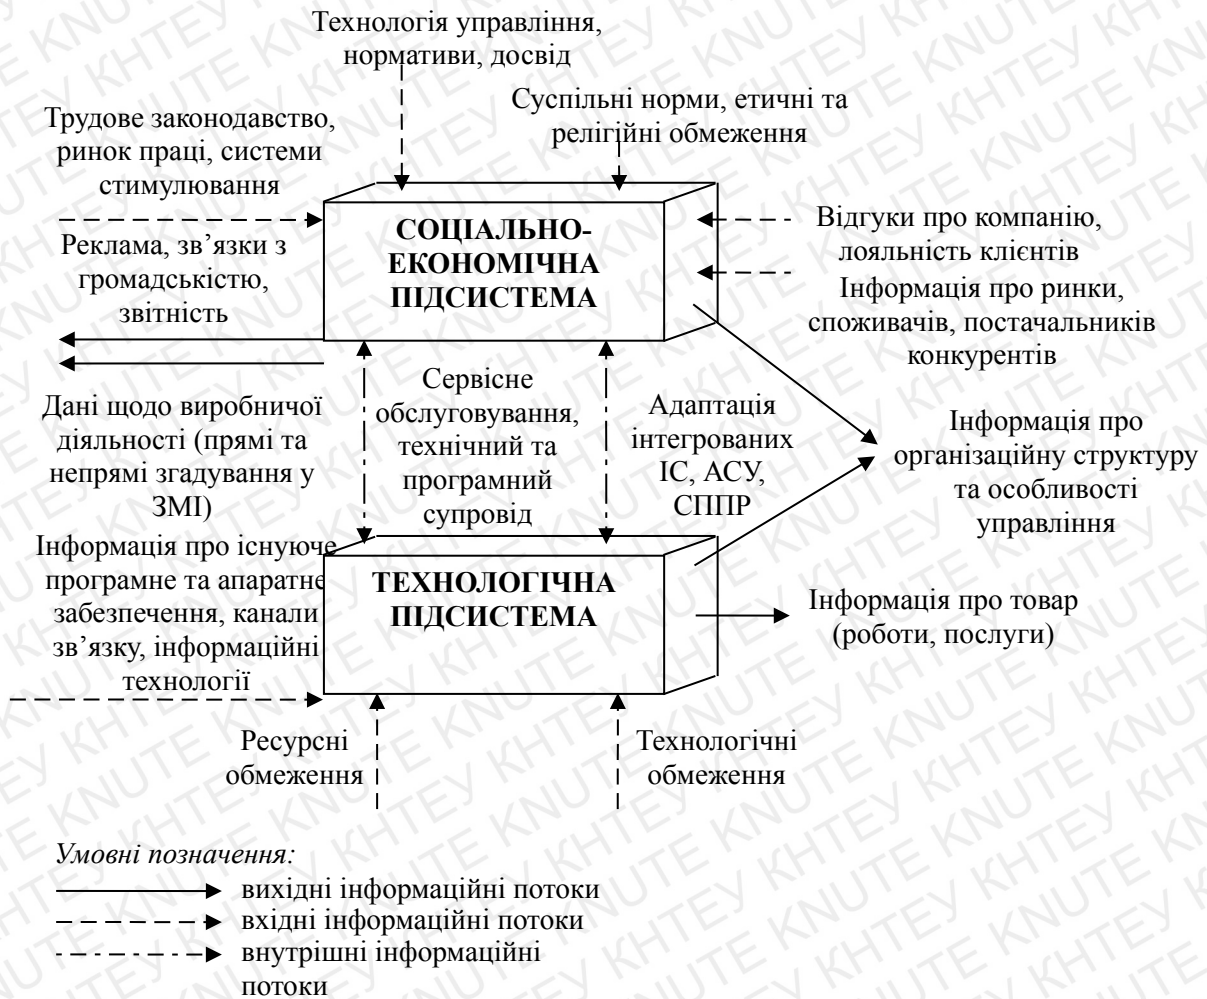 Технологія управління,
нормативи, досвід
Суспільні норми, етичні та
релігійні обмеження
Трудове законодавство,
ринок праці, системи
стимулювання
СОЦІАЛЬНО-
ЕКОНОМІЧНА
ПІДСИСТЕМА
Відгуки про компанію,
лояльність клієнтів
Реклама, зв’язки з
громадськістю,
звітність
Інформація про ринки,
споживачів, постачальників
конкурентів
Дані щодо виробничої
діяльності (прямі та
непрямі згадування у
ЗМІ)
Сервісне
обслуговування,
технічний та
програмний
супровід
Адаптація
інтегрованих
ІС, АСУ,
СППР
Інформація про
організаційну структуру
та особливості
управління
Інформація про існуюче
програмне та апаратне
забезпечення, канали
зв’язку, інформаційні
технології
ТЕХНОЛОГІЧНА
ПІДСИСТЕМА
Інформація про товар
(роботи, послуги)
Ресурсні
обмеження
Технологічні
обмеження
Умовні позначення:
вихідні інформаційні потоки
вхідні інформаційні потоки
внутрішні інформаційні
потоки